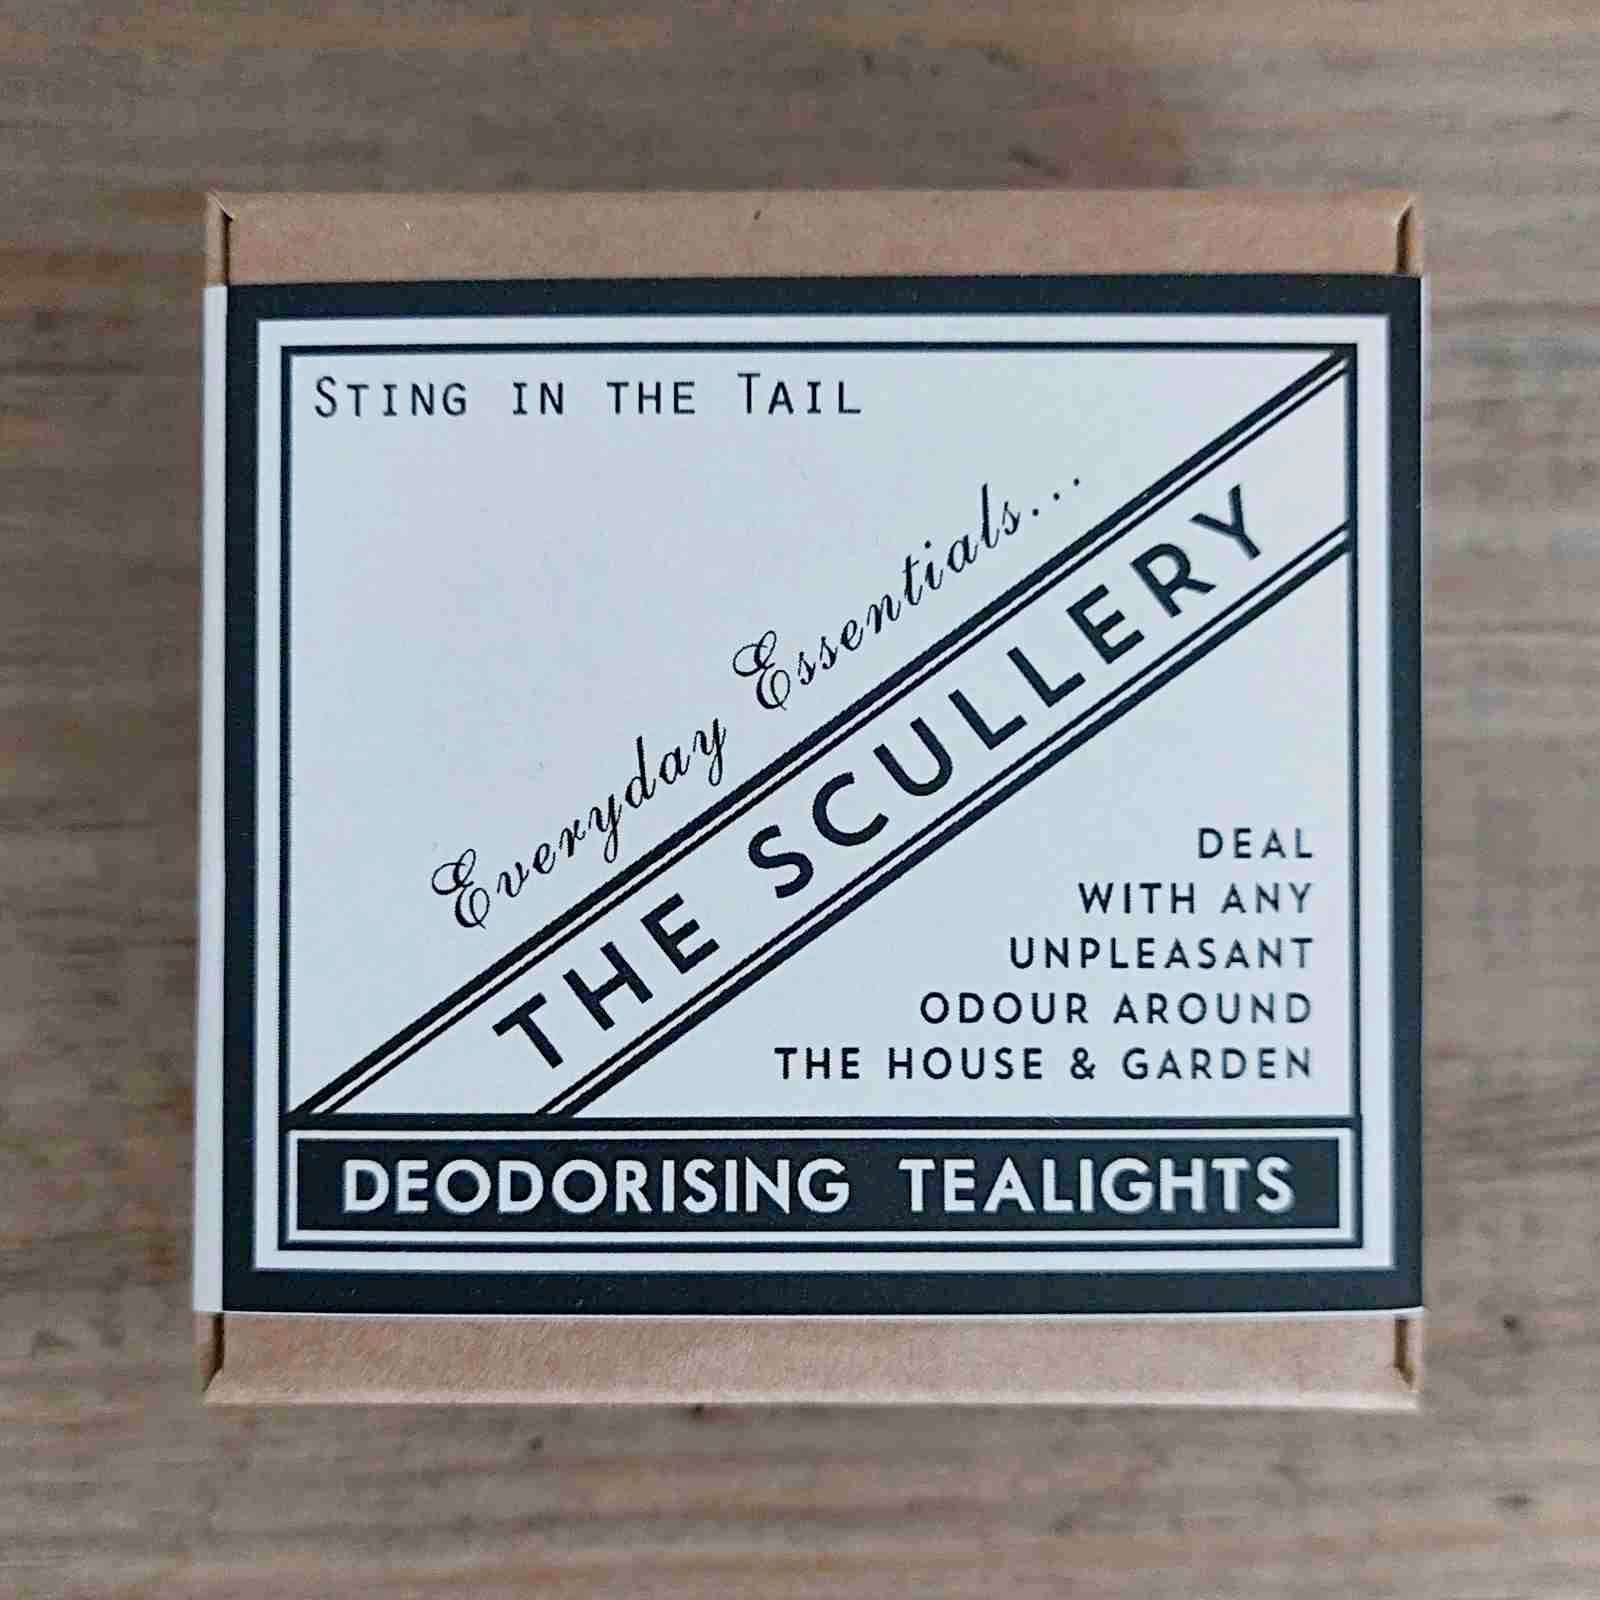 STING IN THE TAIL
Everyday Essentials...
THE SCULLERY
DEAL
WITH ANY
UNPLEASANT
ODOUR AROUND
THE HOUSE & GARDEN
DEODORISING TEALIGHTS